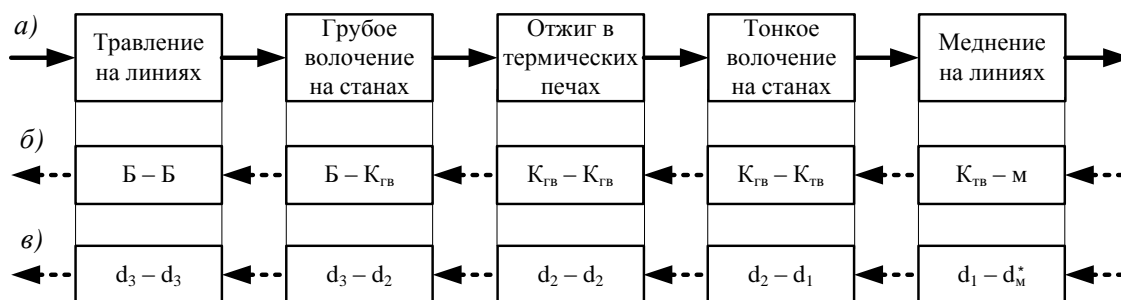 а)
Травление
на линиях
Грубое
волочение
на станах
Отжиг в
термических
печах
Тонкое
волочение
на станах
Меднение
на линиях
б)
Б – Б
Б – Кгв
Кгв – Кгв
Кгв – Ктв
Ктв – м
в)
d3 – d3
d3 – d2
d2 – d2
d2 – d1
d1 – dм*